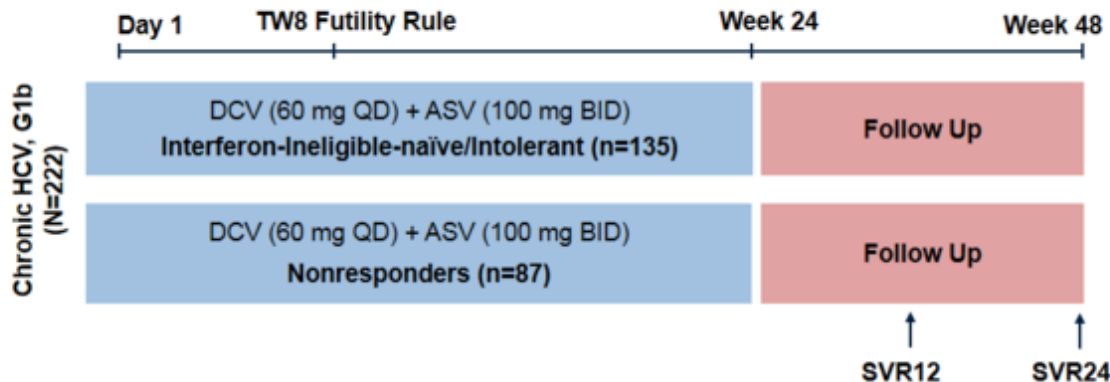 Day 1
TW8 Futility Rule
Week 24
Week 48
Chronic HCV, G1b
(N=222)
DCV (60 mg QD) + ASV (100 mg BID)
Interferon-Ineligible-naïve/Intolerant (n=135)
Follow Up
DCV (60 mg QD) + ASV (100 mg BID)
Nonresponders (n=87)
Follow Up
SVR12
SVR24